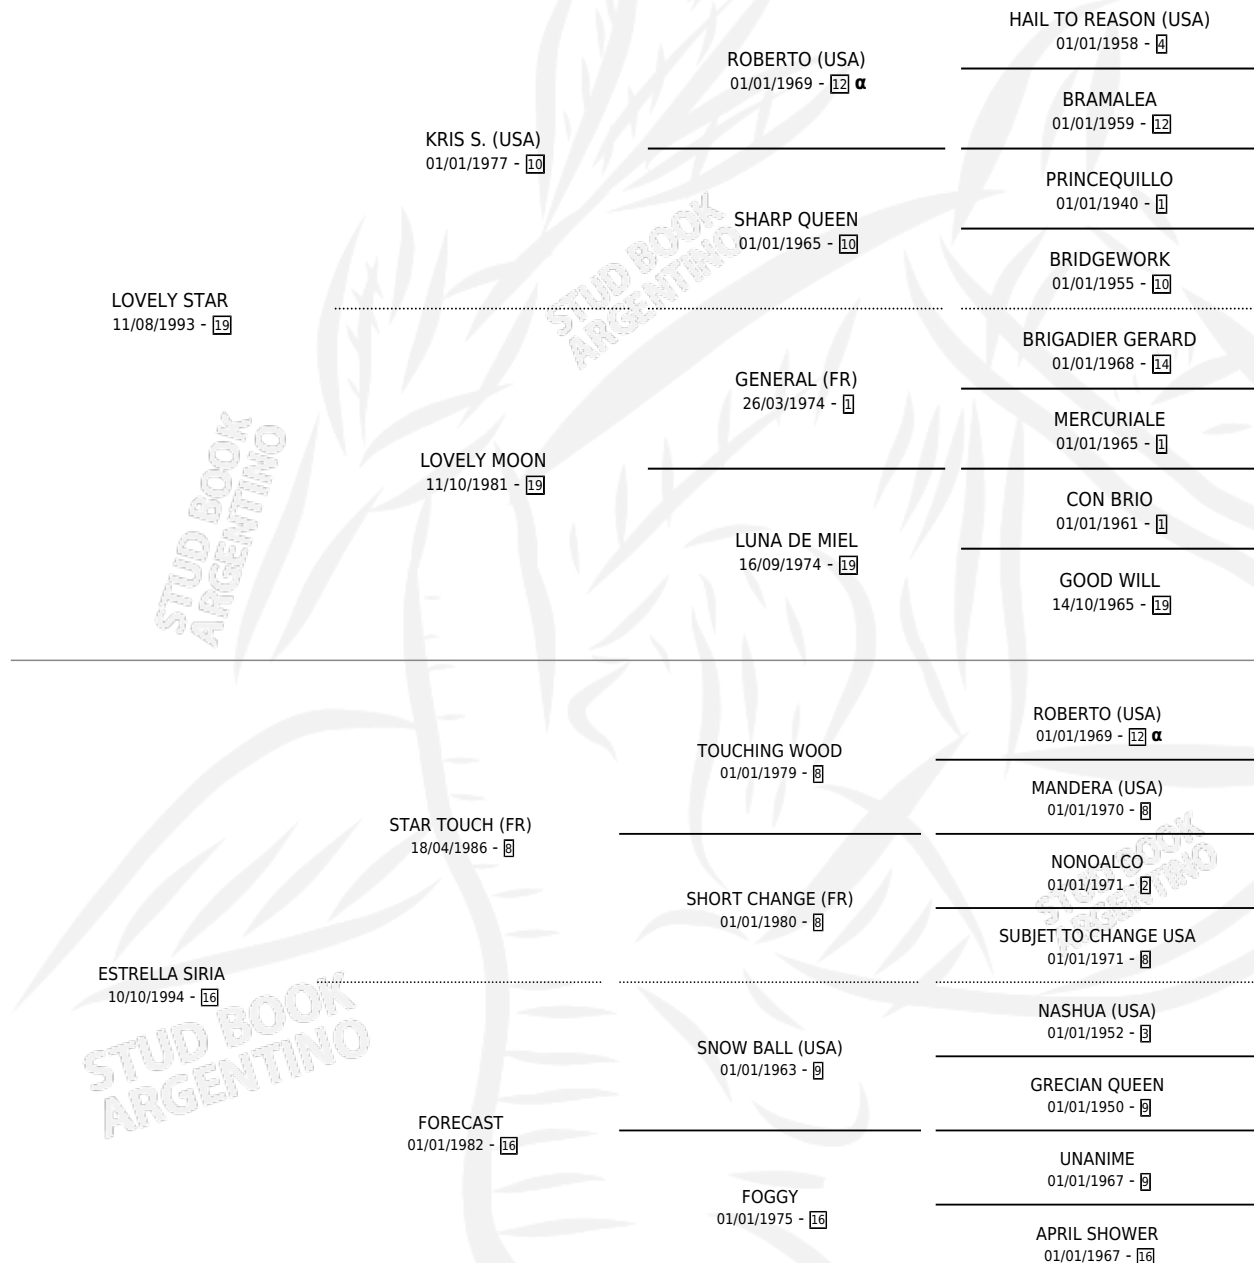 HAIL TO REASON (USA)
01/01/1958 - 4
ROBERTO (USA)
01/01/1969 - 12 α
BRAMALEA
01/01/1959 - 12
KRIS S. (USA)
01/01/1977 - 10
PRINCEQUILLO
01/01/1940 - 1
SHARP QUEEN
01/01/1965 - 10
BRIDGEWORK
01/01/1955 - 10
LOVELY STAR
11/08/1993 - 19
BRIGADIER GERARD
01/01/1968 - 14
GENERAL (FR)
26/03/1974 - 1
MERCURIALE
01/01/1965 - 1
LOVELY MOON
11/10/1981 - 19
CON BRIO
01/01/1961 - 1
LUNA DE MIEL
16/09/1974 - 19
GOOD WILL
14/10/1965 - 19
ROBERTO (USA)
01/01/1969 - 12 α
TOUCHING WOOD
01/01/1979 - 8
MANDERA (USA)
01/01/1970 - 8
STAR TOUCH (FR)
18/04/1986 - 8
NONOALCO
01/01/1971 - 2
SHORT CHANGE (FR)
01/01/1980 - 8
SUBJET TO CHANGE USA
01/01/1971 - 8
ESTRELLA SIRIA
10/10/1994 - 16
NASHUA (USA)
01/01/1952 - 3
SNOW BALL (USA)
01/01/1963 - 9
GRECIAN QUEEN
01/01/1950 - 9
FORECAST
01/01/1982 - 16
UNANIME
01/01/1967 - 9
FOGGY
01/01/1975 - 16
APRIL SHOWER
01/01/1967 - 16
STUD BOOK
ARGENTINO
STUD BOOK
ARGENTINO
STUD BOOK
ARGENTINO
STUD BOOK
ARGENTINO